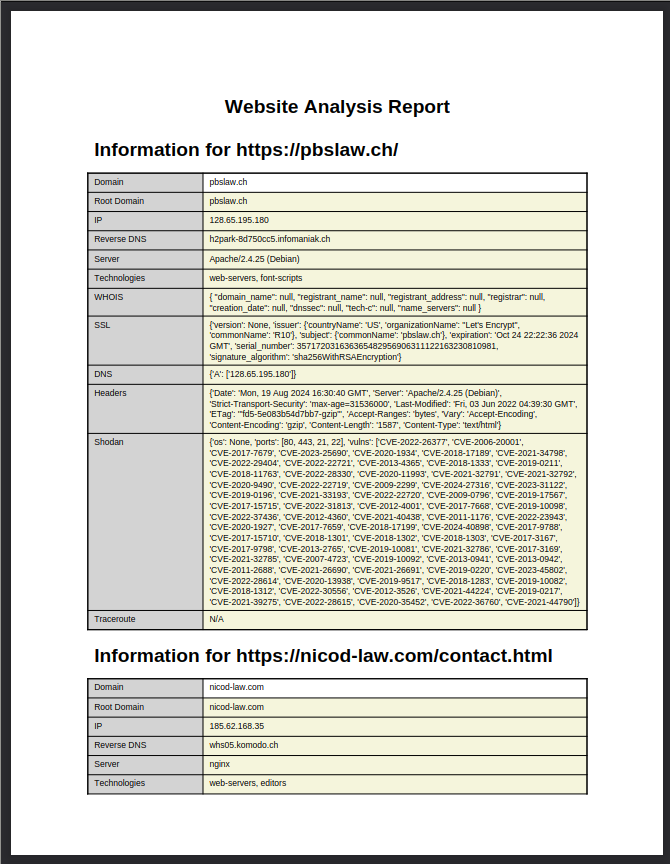 Website Analysis Report
Information for https://pbslaw.ch/
Domain pbslaw.ch
Root Domain pbslaw.ch
IP 128.65.195.180
Reverse DNS h2park-8d750cc5.infomaniak.ch
Server Apache/2.4.25 (Debian)
Technologies web-servers, font-scripts
WHOIS { "domain_name": null, "registrant_name": null, "registrant_address": null, "registrar": null,
"creation_date": null, "dnssec": null, "tech-c": null, "name_servers": null }
SSL {'version': None, 'issuer': {'countryName': 'US', 'organizationName': "Let's Encrypt",
'commonName': 'R10'}, 'subject': {'commonName': 'pbslaw.ch'}, 'expiration': 'Oct 24 22:22:36 2024
GMT', 'serial_number': 357172031636365482956906311122163230810981,
'signature_algorithm': 'sha256WithRSAEncryption'}
DNS {'A': ['128.65.195.180']}
Headers {'Date': 'Mon, 19 Aug 2024 16:30:40 GMT', 'Server': 'Apache/2.4.25 (Debian)',
'Strict-Transport-Security': 'max-age=31536000', 'Last-Modified': 'Fri, 03 Jun 2022 04:39:30 GMT',
'ETag': '"fd5-5e083b54d7bb7-gzip"', 'Accept-Ranges': 'bytes', 'Vary': 'Accept-Encoding',
'Content-Encoding': 'gzip', 'Content-Length': '1587', 'Content-Type': 'text/html'}
Shodan {'os': None, 'ports': [80, 443, 21, 22], 'vulns': ['CVE-2022-26377', 'CVE-2006-20001',
'CVE-2017-7679', 'CVE-2023-25690', 'CVE-2020-1934', 'CVE-2018-17189', 'CVE-2021-34798',
'CVE-2022-29404', 'CVE-2022-22721', 'CVE-2013-4365', 'CVE-2018-1333', 'CVE-2019-0211',
'CVE-2018-11763', 'CVE-2022-28330', 'CVE-2020-11993', 'CVE-2021-32791', 'CVE-2021-32792',
'CVE-2020-9490', 'CVE-2022-22719', 'CVE-2009-2299', 'CVE-2024-27316', 'CVE-2023-31122',
'CVE-2019-0196', 'CVE-2021-33193', 'CVE-2022-22720', 'CVE-2009-0796', 'CVE-2019-17567',
'CVE-2017-15715', 'CVE-2022-31813', 'CVE-2012-4001', 'CVE-2017-7668', 'CVE-2019-10098',
'CVE-2022-37436', 'CVE-2012-4360', 'CVE-2021-40438', 'CVE-2011-1176', 'CVE-2022-23943',
'CVE-2020-1927', 'CVE-2017-7659', 'CVE-2018-17199', 'CVE-2024-40898', 'CVE-2017-9788',
'CVE-2017-15710', 'CVE-2018-1301', 'CVE-2018-1302', 'CVE-2018-1303', 'CVE-2017-3167',
'CVE-2017-9798', 'CVE-2013-2765', 'CVE-2019-10081', 'CVE-2021-32786', 'CVE-2017-3169',
'CVE-2021-32785', 'CVE-2007-4723', 'CVE-2019-10092', 'CVE-2013-0941', 'CVE-2013-0942',
'CVE-2011-2688', 'CVE-2021-26690', 'CVE-2021-26691', 'CVE-2019-0220', 'CVE-2023-45802',
'CVE-2022-28614', 'CVE-2020-13938', 'CVE-2019-9517', 'CVE-2018-1283', 'CVE-2019-10082',
'CVE-2018-1312', 'CVE-2022-30556', 'CVE-2012-3526', 'CVE-2021-44224', 'CVE-2019-0217',
'CVE-2021-39275', 'CVE-2022-28615', 'CVE-2020-35452', 'CVE-2022-36760', 'CVE-2021-44790']}
Traceroute N/A
Information for https://nicod-law.com/contact.html
Domain nicod-law.com
Root Domain nicod-law.com
IP 185.62.168.35
Reverse DNS whs05.komodo.ch
Server nginx
Technologies web-servers, editors